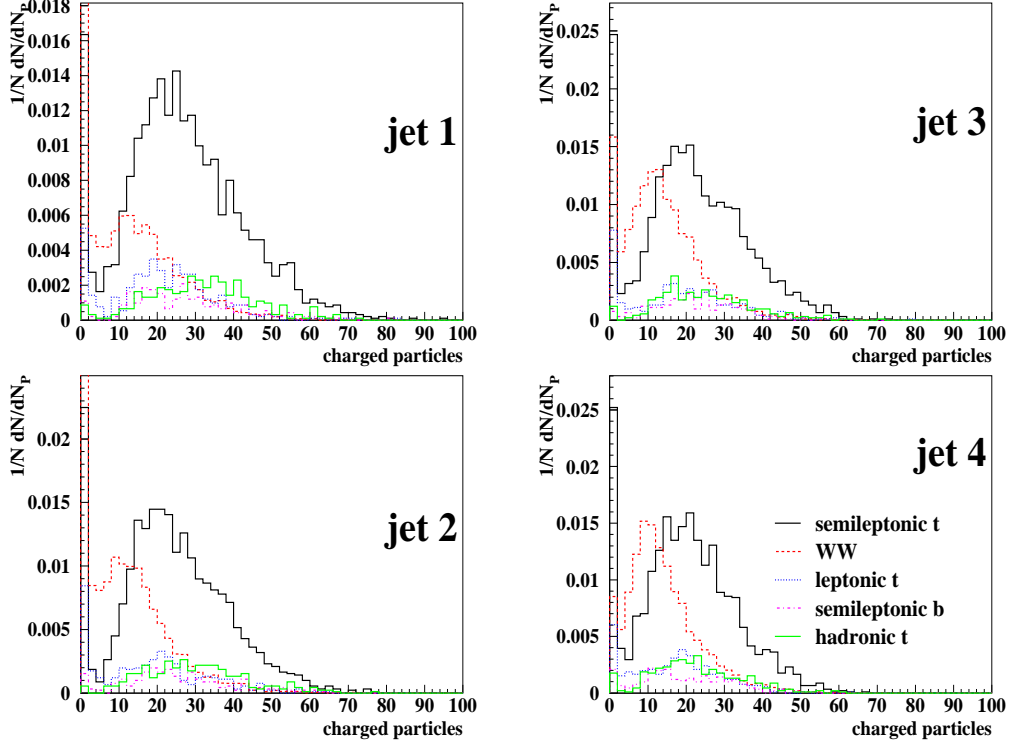 1/N dN/dN_P
0.018
0.016
0.014
0.012
0.01
0.008
0.006
0.004
0.002
0
jet 1
0 10 20 30 40 50 60 70 80 90 100
charged particles
1/N dN/dN_P
0.025
0.02
0.015
0.01
0.005
0
jet 3
0 10 20 30 40 50 60 70 80 90 100
charged particles
1/N dN/dN_P
0.02
0.015
0.01
0.005
0
jet 2
0 10 20 30 40 50 60 70 80 90 100
charged particles
1/N dN/dN_P
0.025
0.02
0.015
0.01
0.005
0
jet 4
semileptonic t
WW
leptonic t
semileptonic b
hadronic t
0 10 20 30 40 50 60 70 80 90 100
charged particles